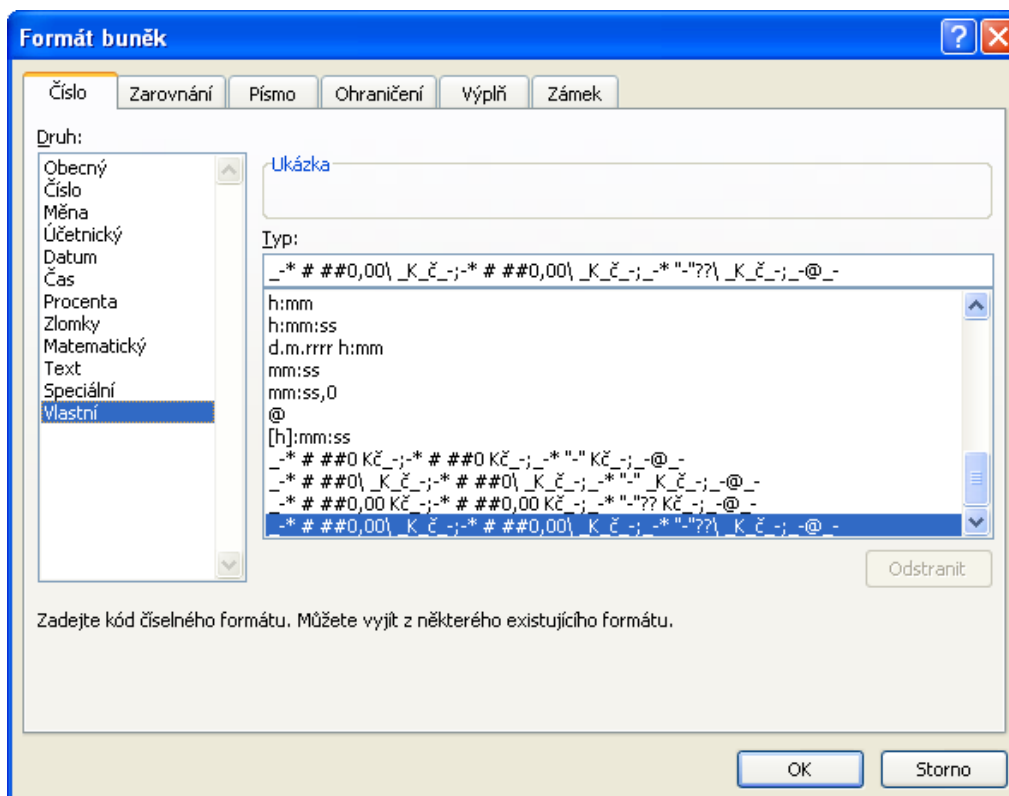 Formát buněk
Číslo Zarovnání Písmo Ohraničení Výplň Zámek
Druh:
Obecný
Číslo
Měna
Účetnický
Datum
Čas
Procenta
Zlomky
Matematický
Text
Speciální
Vlastní
Ukázka
Typ:
_-* # ##0,00\ _K_č_-;-* # ##0,00\ _K_č_-;_-* "-"??\ _K_č_-;_-@_-
h:mm
h:mm:ss
d.m.rrrr h:mm
mm:ss
mm:ss,0
@
[h]:mm:ss
_-* # ##0 Kč_-;-* # ##0 Kč_-;_-* "-" Kč_-;_-@_-
_-* # ##0\ _K_č_-;-* # ##0\ _K_č_-;_-* "-" _K_č_-;_-@_-
_-* # ##0,00 Kč_-;-* # ##0,00 Kč_-;_-* "-"?? Kč_-;_-@_-
_-* # ##0,00\ _K_č_-;-* # ##0,00\ _K_č_-;_-* "-"??\ _K_č_-;_-@_-
Odstranit
Zadejte kód číselného formátu. Můžete vyjít z některého existujícího formátu.
OK Storno